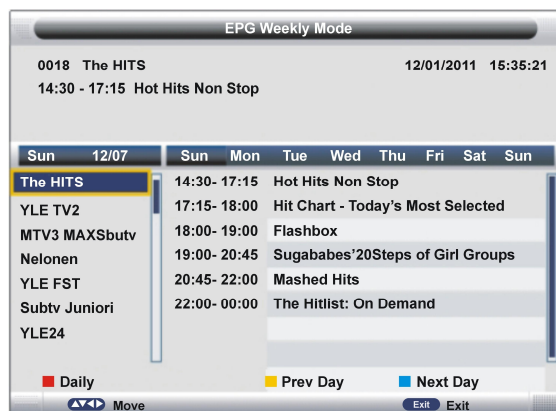 EPG Weekly Mode
0018 The HITS 12/01/2011 15:35:21
14:30 - 17:15 Hot Hits Non Stop
Sun 12/07 Sun Mon Tue Wed Thu Fri Sat Sun
The HITS 14:30- 17:15 Hot Hits Non Stop
YLE TV2 17:15- 18:00 Hit Chart - Today's Most Selected
MTV3 MAXSbutv 18:00- 19:00 Flashbox
Nelonen 19:00- 20:45 Sugababes'20Steps of Girl Groups
YLE FST 20:45- 22:00 Mashed Hits
Subtv Juniori 22:00- 00:00 The Hitlist: On Demand
YLE24
Daily Prev Day Next Day
Move Exit Exit